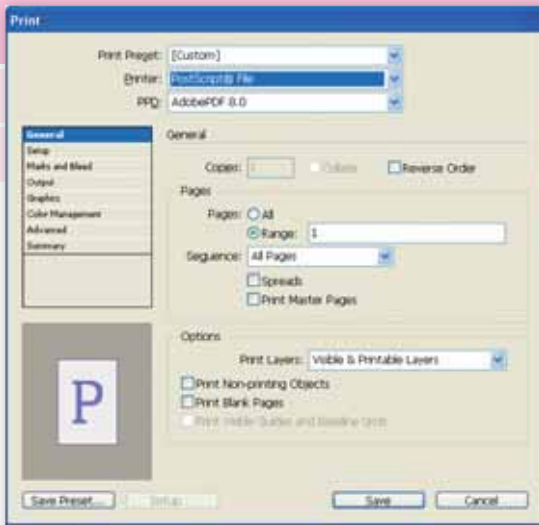 Print
Print Preset: [Custom]
Printer: PostScript® File
PPD: AdobePDF 8.0
General
Setup
Marks and Bleed
Output
Graphics
Color Management
Advanced
Summary
General
Copies: Collate Reverse Order
Pages
Pages: All
Range: 1
Sequence: All Pages
Spreads
Print Master Pages
Options
Print Layers: Visible & Printable Layers
Print Non-printing Objects
Print Blank Pages
Print Visible Guides and Baseline Grids
P
Save Preset... Setup... Save Cancel